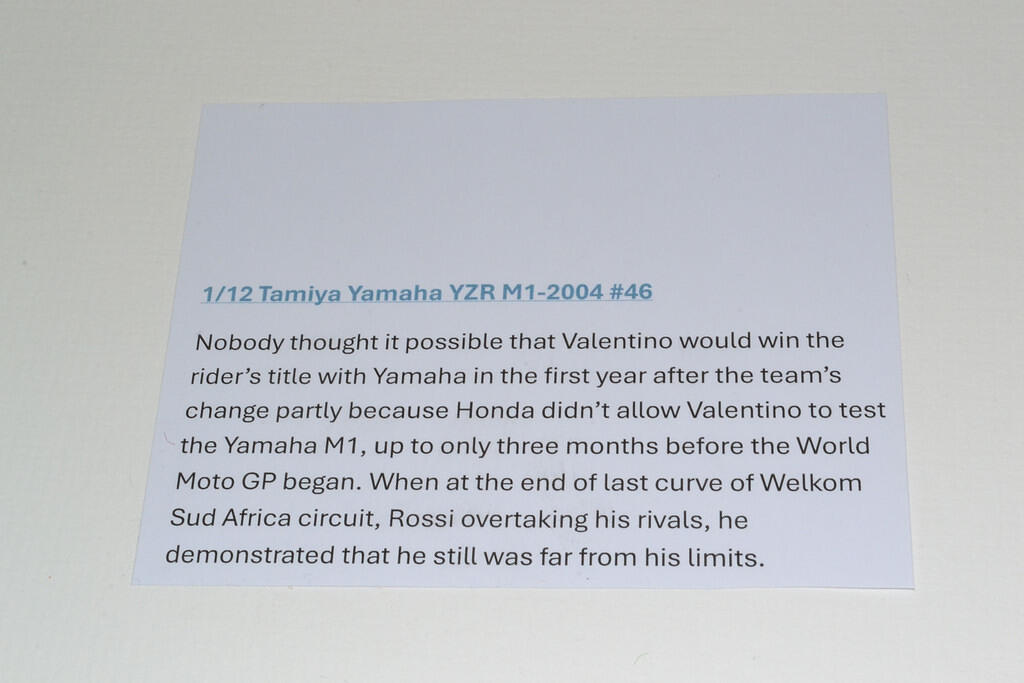 1/12 Tamiya Yamaha YZR M1-2004 #46
Nobody thought it possible that Valentino would win the
rider's title with Yamaha in the first year after the team's
change partly because Honda didn't allow Valentino to test
the Yamaha M1, up to only three months before the World
Moto GP began. When at the end of last curve of Welkom
Sud Africa circuit, Rossi overtaking his rivals, he
demonstrated that he still was far from his limits.